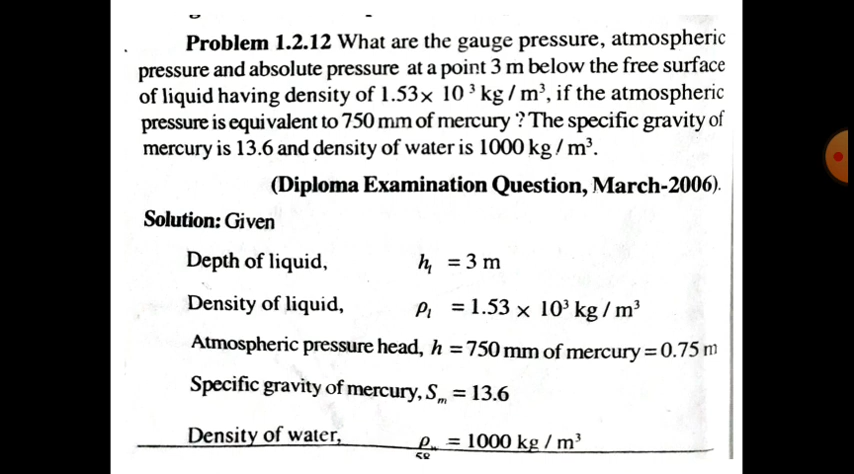 Problem 1.2.12 What are the gauge pressure, atmospheric
pressure and absolute pressure at a point 3 m below the free surface
of liquid having density of 1.53× 10 ³ kg / m³, if the atmospheric
pressure is equivalent to 750 mm of mercury ? The specific gravity of
mercury is 13.6 and density of water is 1000 kg / m³.
(Diploma Examination Question, March-2006).
Solution: Given
Depth of liquid, h₁ = 3 m
Density of liquid, ρ₁ = 1.53 × 10³ kg / m³
Atmospheric pressure head, h = 750 mm of mercury = 0.75 m
Specific gravity of mercury, Sₘ = 13.6
Density of water, ρw = 1000 kg / m³
58